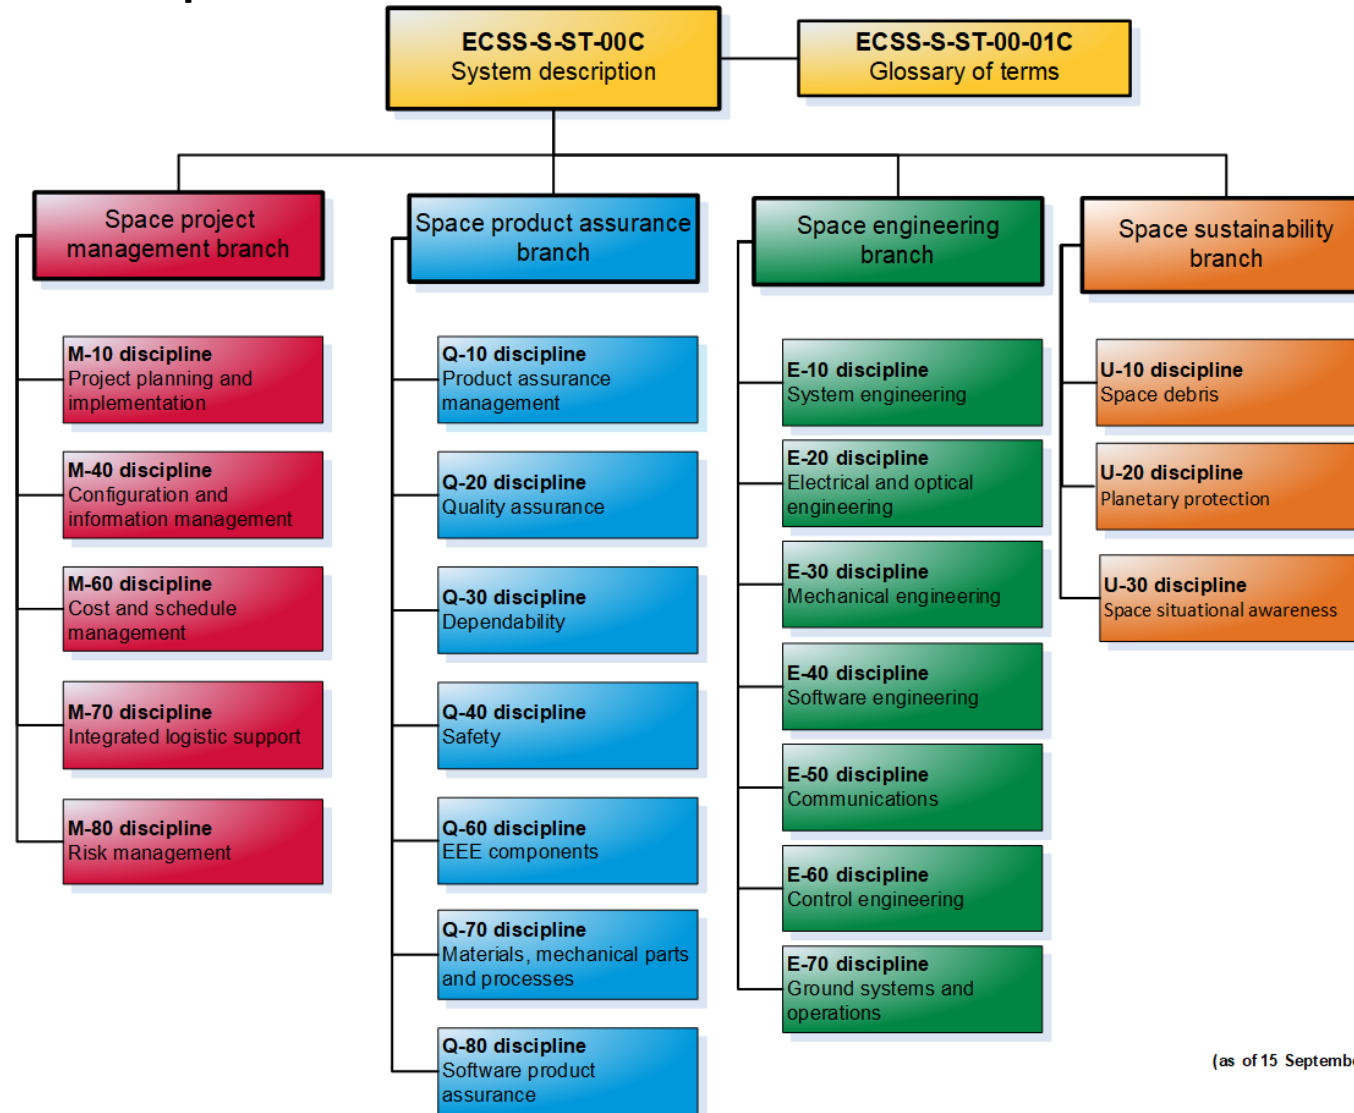 ECSS-S-ST-00C
System description
ECSS-S-ST-00-01C
Glossary of terms
Space project
management branch
M-10 discipline
Project planning and
implementation
M-40 discipline
Configuration and
information management
M-60 discipline
Cost and schedule
management
M-70 discipline
Integrated logistic support
M-80 discipline
Risk management
Space product assurance
branch
Q-10 discipline
Product assurance
management
Q-20 discipline
Quality assurance
Q-30 discipline
Dependability
Q-40 discipline
Safety
Q-60 discipline
EEE components
Q-70 discipline
Materials, mechanical parts
and processes
Q-80 discipline
Software product
assurance
Space engineering
branch
E-10 discipline
System engineering
E-20 discipline
Electrical and optical
engineering
E-30 discipline
Mechanical engineering
E-40 discipline
Software engineering
E-50 discipline
Communications
E-60 discipline
Control engineering
E-70 discipline
Ground systems and
operations
Space sustainability
branch
U-10 discipline
Space debris
U-20 discipline
Planetary protection
U-30 discipline
Space situational awareness
(as of 15 Septembe